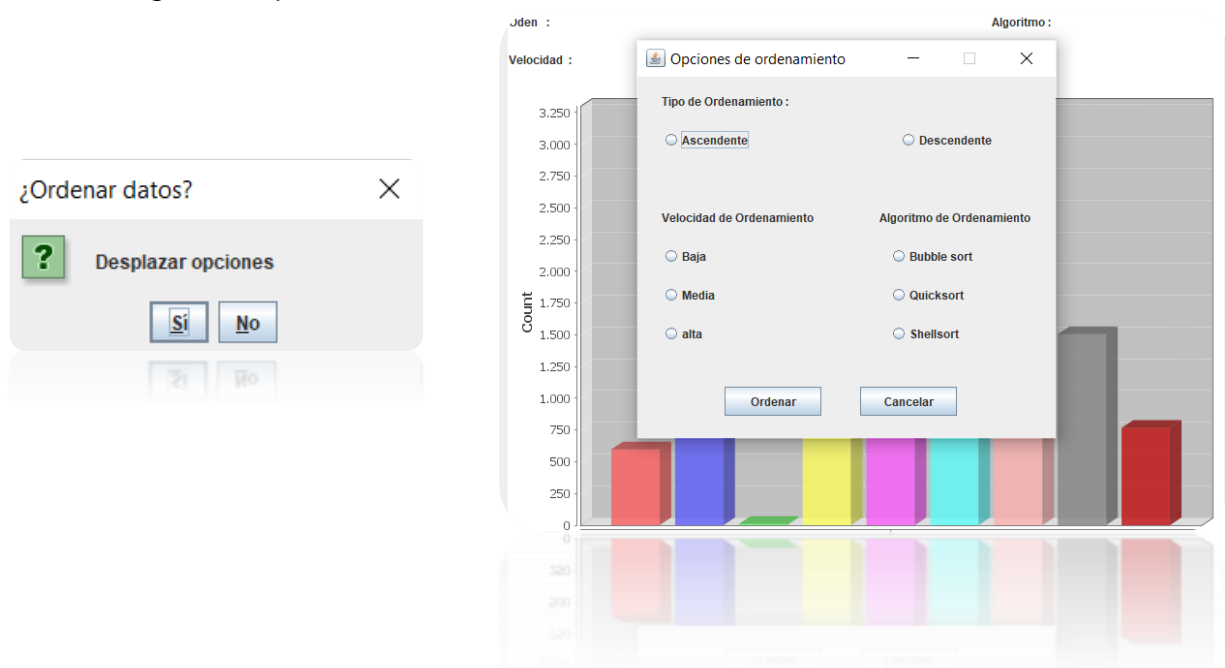 ¿Ordenar datos?
Desplazar opciones
Sí No
Oden :
Algoritmo :
Velocidad :
Opciones de ordenamiento
Tipo de Ordenamiento :
Ascendente Descendente
Velocidad de Ordenamiento Algoritmo de Ordenamiento
Baja Bubble sort
Media Quicksort
alta Shellsort
Ordenar Cancelar
Count
3.250
3.000
2.750
2.500
2.250
2.000
1.750
1.500
1.250
1.000
750
500
250
0